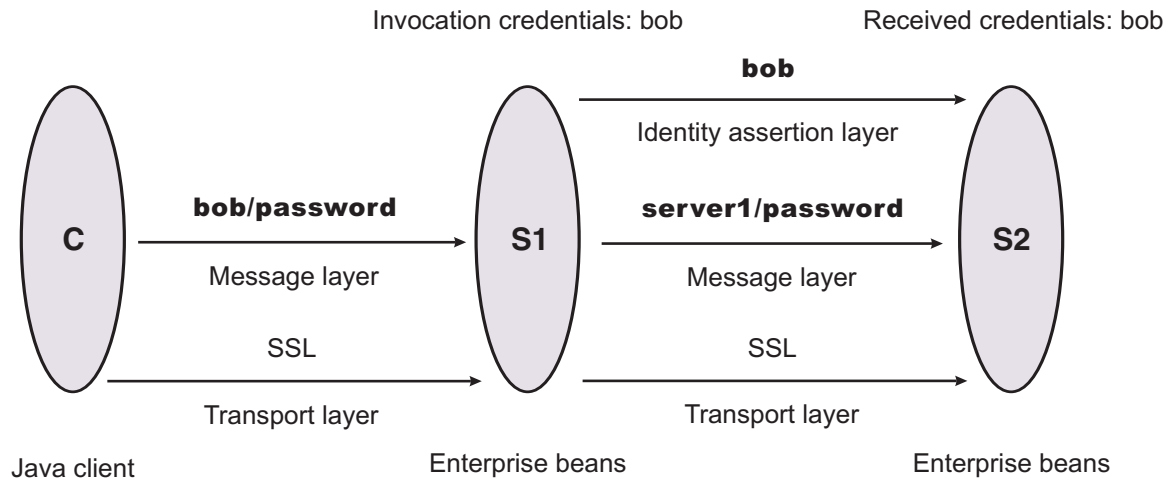 Invocation credentials: bob
Received credentials: bob
bob
Identity assertion layer
bob/password
server1/password
C
S1
S2
Message layer
Message layer
SSL
SSL
Transport layer
Transport layer
Java client
Enterprise beans
Enterprise beans